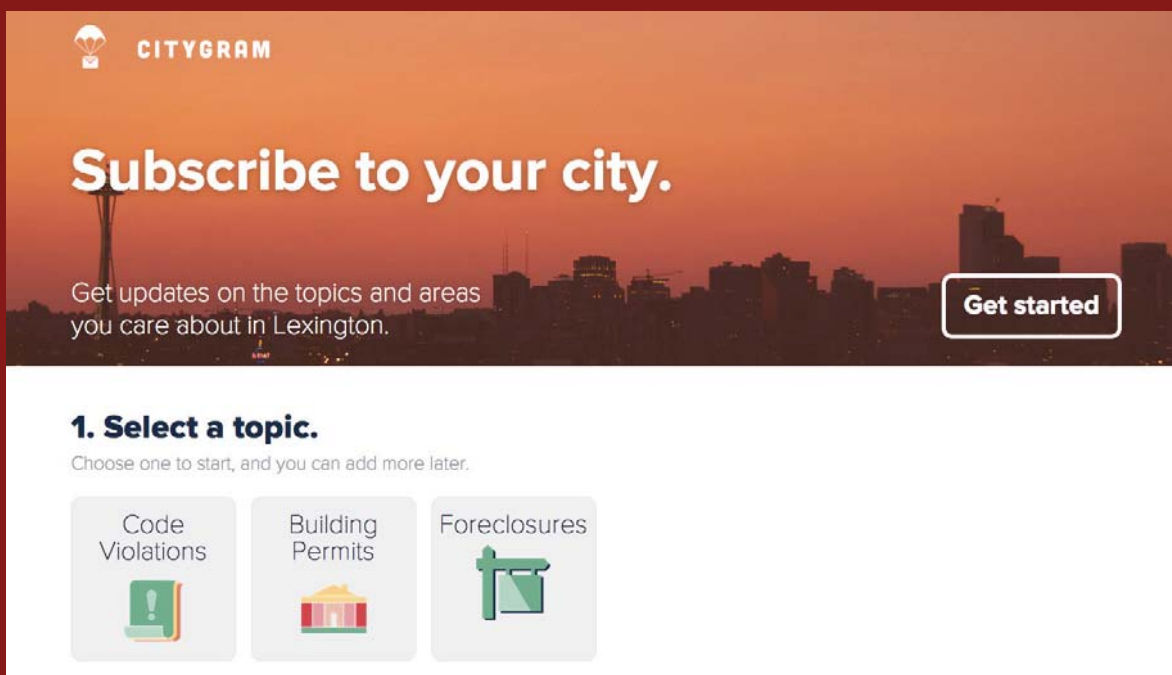 CITYGRAM
Subscribe to your city.
Get updates on the topics and areas
you care about in Lexington.
Get started
1. Select a topic.
Choose one to start, and you can add more later.
Code
Violations
Building
Permits
Foreclosures